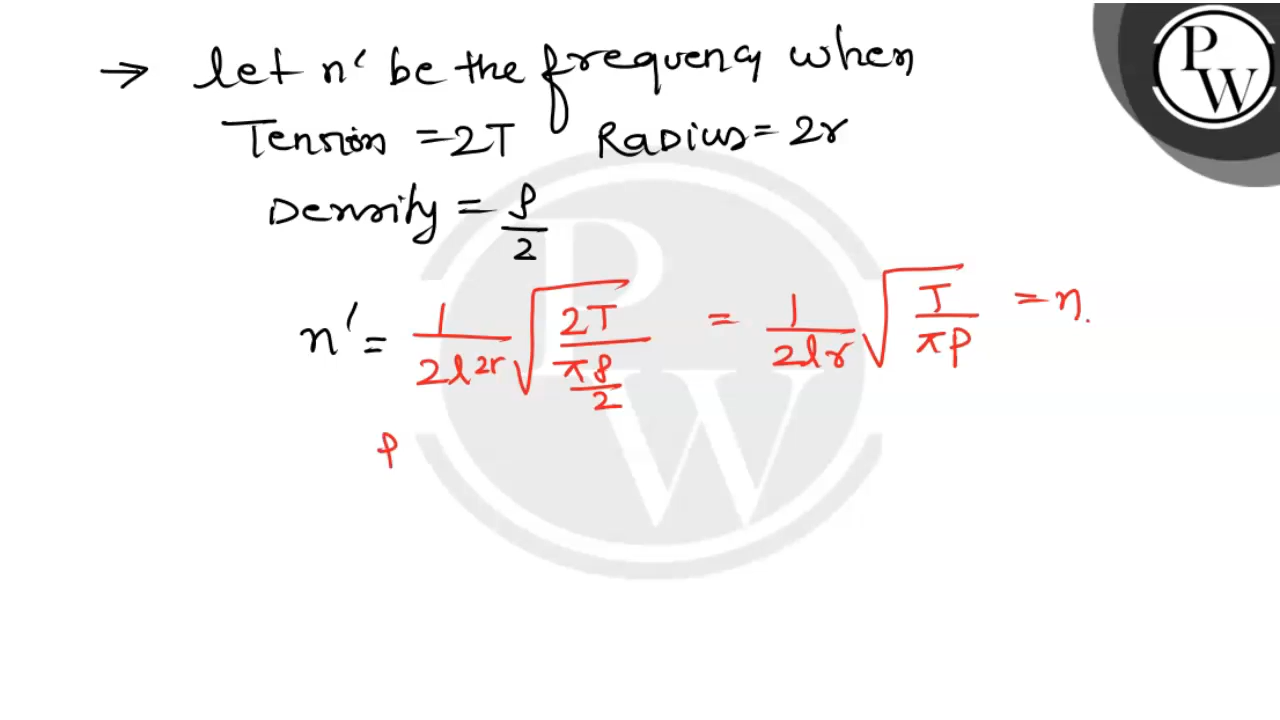 → let n' be the frequency when
Tension = 2T Radius = 2r
Density = ρ/2
n' = 1/(2l2r) √(2T/(πρ/2)) = 1/(2lr) √(T/(πρ)) = n.
ρ
PW